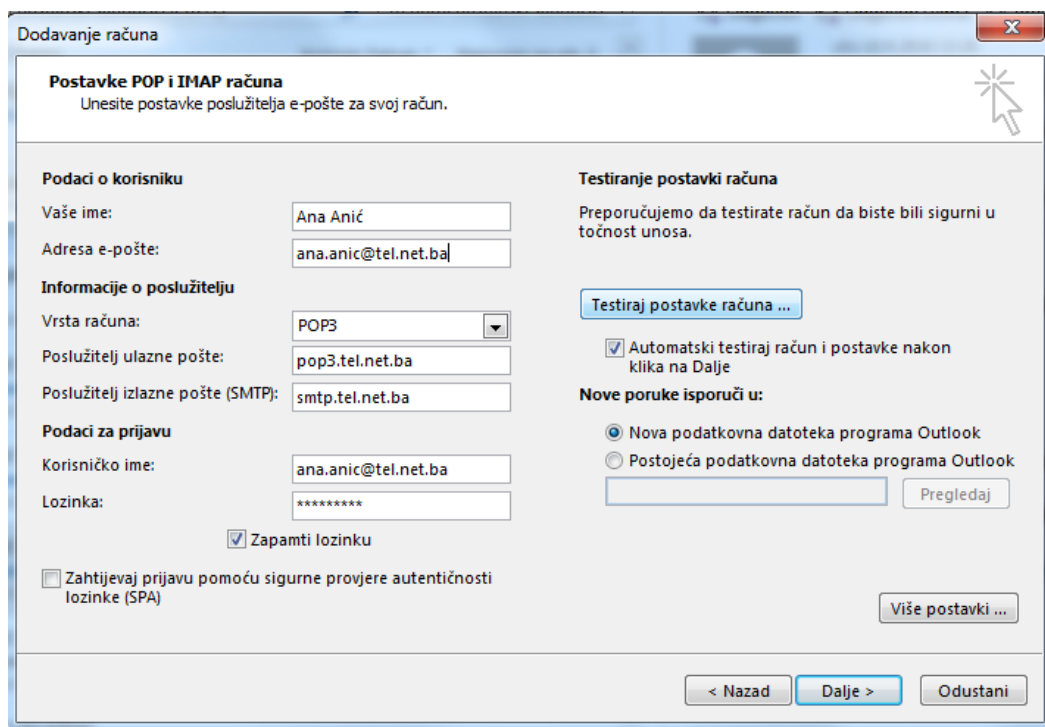 Dodavanje računa
Postavke POP i IMAP računa
Unesite postavke poslužitelja e-pošte za svoj račun.
Podaci o korisniku
Vaše ime:
Ana Anić
Adresa e-pošte:
ana.anic@tel.net.ba
Informacije o poslužitelju
Vrsta računa:
POP3
Poslužitelj ulazne pošte:
pop3.tel.net.ba
Poslužitelj izlazne pošte (SMTP):
smtp.tel.net.ba
Podaci za prijavu
Korisničko ime:
ana.anic@tel.net.ba
Lozinka:
*********
Zapamti lozinku
Zahtijevaj prijavu pomoću sigurne provjere autentičnosti
lozinke (SPA)
Testiranje postavki računa
Preporučujemo da testirate račun da biste bili sigurni u
točnost unosa.
Testiraj postavke računa ...
Automatski testiraj račun i postavke nakon
klika na Dalje
Nove poruke isporuči u:
Nova podatkovna datoteka programa Outlook
Postojeća podatkovna datoteka programa Outlook
Pregledaj
Više postavki ...
< Nazad
Dalje >
Odustani